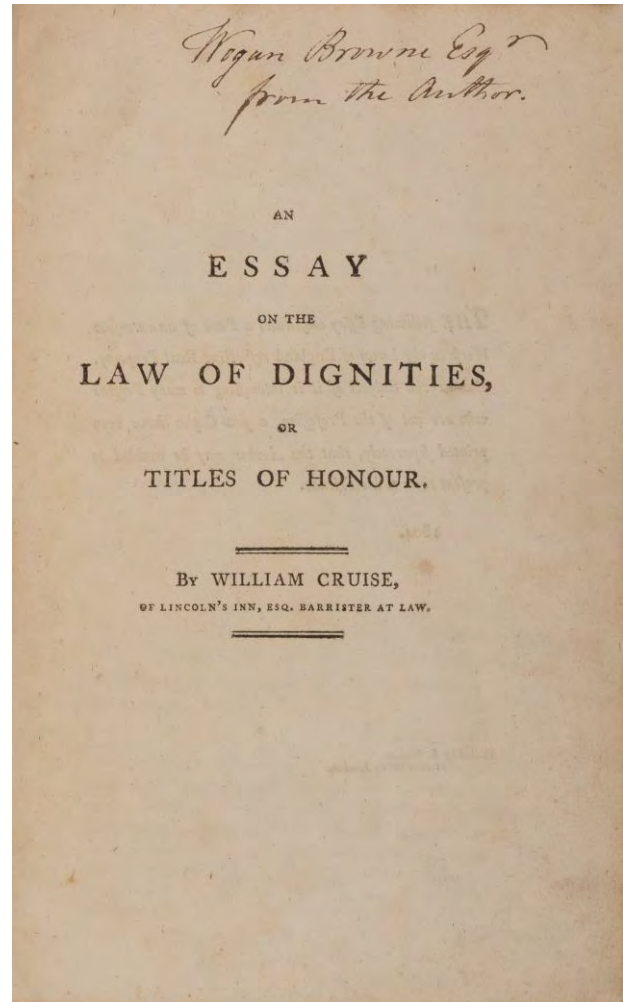 Wogan Browne Esqr
from the Author.
AN
ESSAY
ON THE
LAW OF DIGNITIES,
OR
TITLES OF HONOUR.
By WILLIAM CRUISE,
OF LINCOLN'S INN, ESQ. BARRISTER AT LAW.